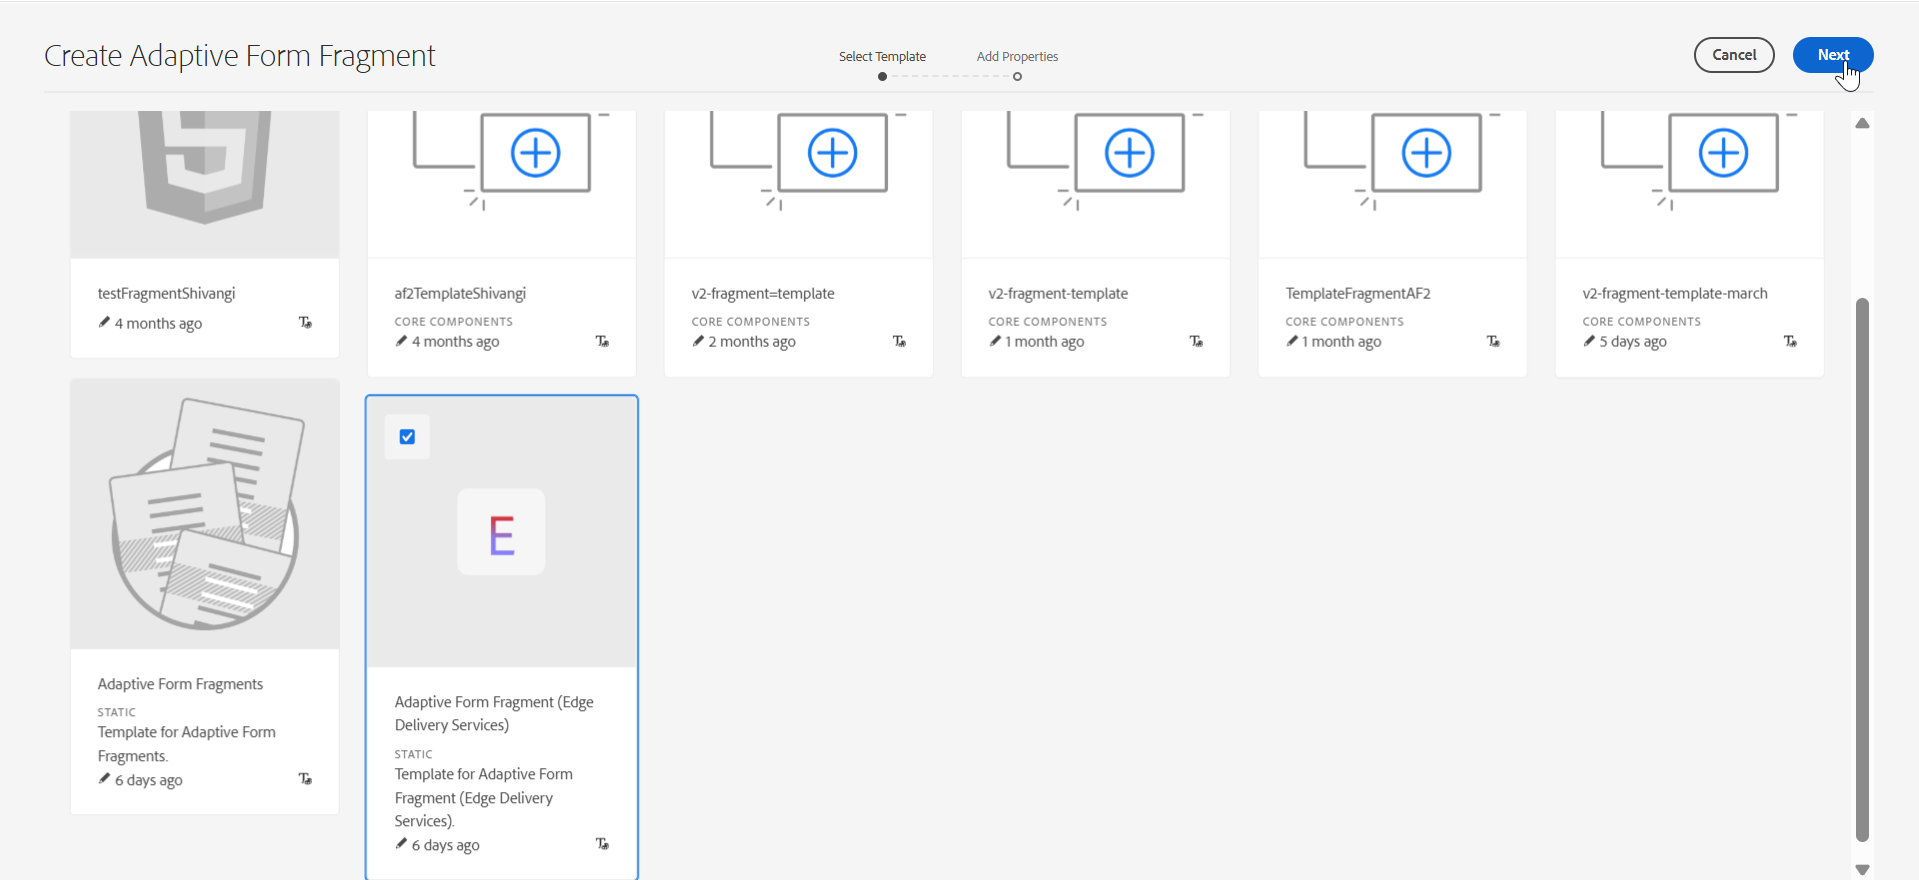 Create Adaptive Form Fragment
Select Template
Add Properties
Cancel
Next
testFragmentShivangi
4 months ago
af2TemplateShivangi
CORE COMPONENTS
4 months ago
v2-fragment=template
CORE COMPONENTS
2 months ago
v2-fragment-template
CORE COMPONENTS
1 month ago
TemplateFragmentAF2
CORE COMPONENTS
1 month ago
v2-fragment-template-march
CORE COMPONENTS
5 days ago
Adaptive Form Fragments
STATIC
Template for Adaptive Form
Fragments.
6 days ago
E
Adaptive Form Fragment (Edge
Delivery Services)
STATIC
Template for Adaptive Form
Fragment (Edge Delivery
Services).
6 days ago